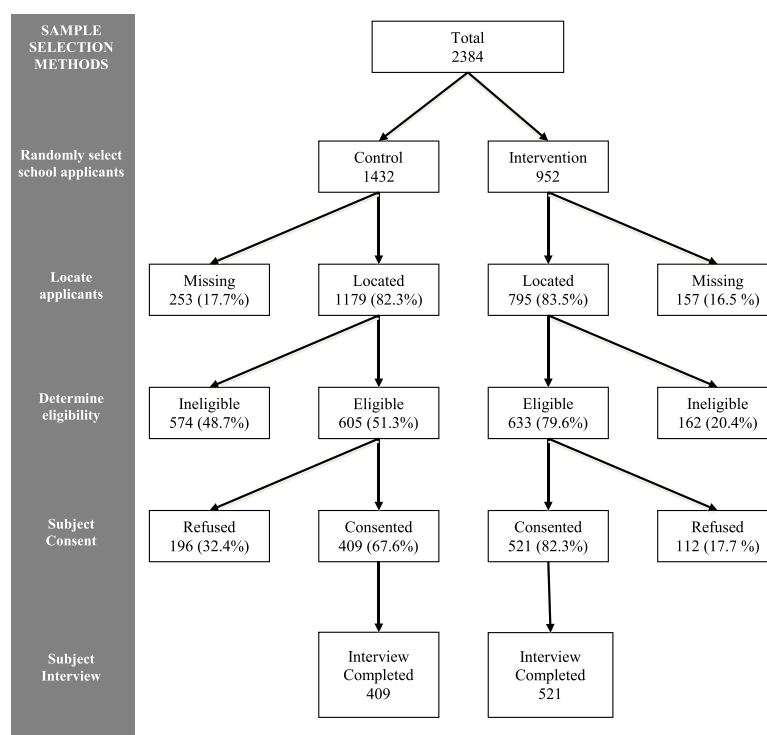 SAMPLE
SELECTION
METHODS
Total
2384
Randomly select
school applicants
Control
1432
Intervention
952
Locate
applicants
Missing
253 (17.7%)
Located
1179 (82.3%)
Located
795 (83.5%)
Missing
157 (16.5 %)
Determine
eligibility
Ineligible
574 (48.7%)
Eligible
605 (51.3%)
Eligible
633 (79.6%)
Ineligible
162 (20.4%)
Subject
Consent
Refused
196 (32.4%)
Consented
409 (67.6%)
Consented
521 (82.3%)
Refused
112 (17.7 %)
Subject
Interview
Interview
Completed
409
Interview
Completed
521